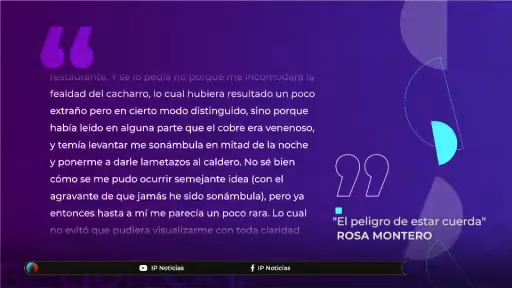 restaurante. Y se lo pedía no porque me incomodara la
fealdad del cacharro, lo cual hubiera resultado un poco
extraño pero en cierto modo distinguido, sino porque
había leído en alguna parte que el cobre era venenoso,
y temía levantar me sonámbula en mitad de la noche
y ponerme a darle lametazos al caldero. No sé bien
cómo se me pudo ocurrir semejante idea (con el
agravante de que jamás he sido sonámbula), pero ya
entonces hasta a mí me parecía un poco rara. Lo cual
no evitó que pudiera visualizarme con toda claridad
"El peligro de estar cuerda"
ROSA MONTERO
IP Noticias
IP Noticias